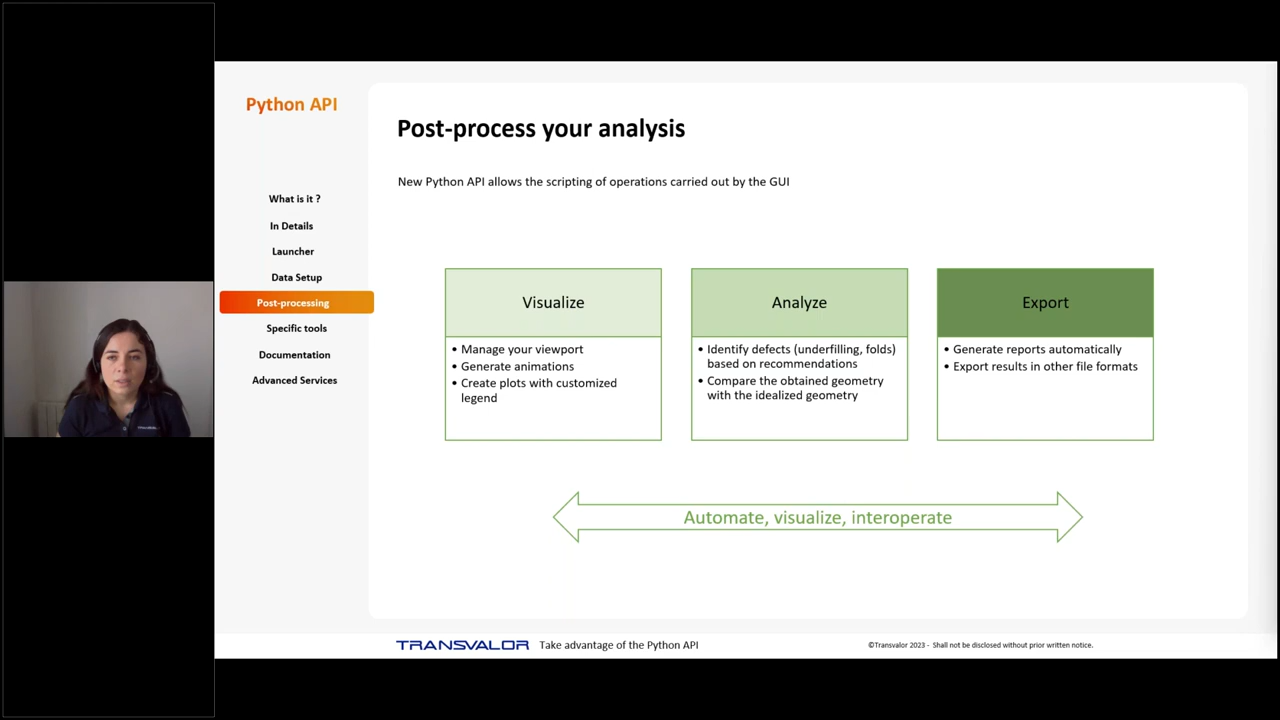 Python API
What is it ?
In Details
Launcher
Data Setup
Post-processing
Specific tools
Documentation
Advanced Services
Post-process your analysis
New Python API allows the scripting of operations carried out by the GUI
Visualize
• Manage your viewport
• Generate animations
• Create plots with customized
legend
Analyze
• Identify defects (underfilling, folds)
based on recommendations
• Compare the obtained geometry
with the idealized geometry
Export
• Generate reports automatically
• Export results in other file formats
Automate, visualize, interoperate
TRANSVALOR
Take advantage of the Python API
©Transvalor 2023 - Shall not be disclosed without prior written notice.